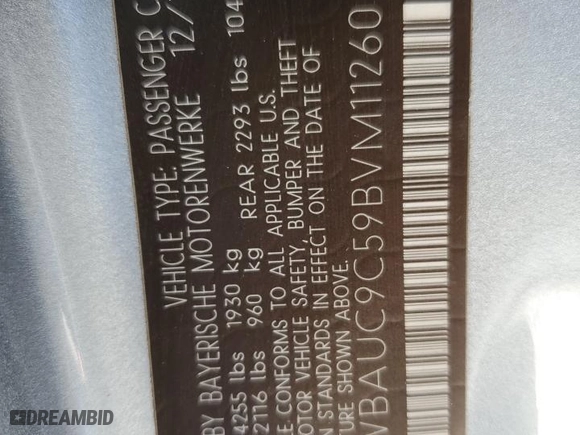 VEHICLE TYPE: PASSENGER C
BY BAYERISCHE MOTORENWERKE 12/
4255 lbs 1930 kg
2116 lbs 960 kg REAR 2293 lbs 104
LE CONFORMS TO ALL APPLICABLE U.S.
MOTOR VEHICLE SAFETY, BUMPER AND THEFT
STANDARDS IN EFFECT ON THE DATE OF
URE SHOWN ABOVE.
WBAUC9C59BVM11260
DREAMBID